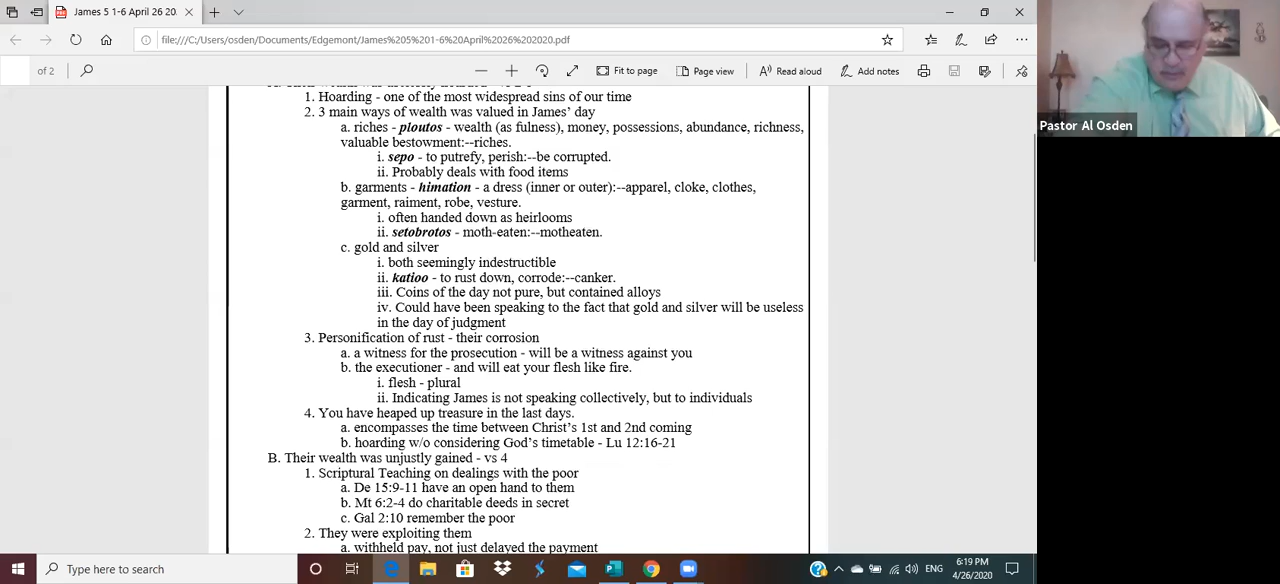 James 5 1-6 April 26 20.
file:///C:/Users/osden/Documents/Edgemont/James%205%201-6%20April%2026%202020.pdf
of 2
Fit to page
Page view
Read aloud
Add notes
Pastor Al Osden
1. Hoarding - one of the most widespread sins of our time
2. 3 main ways of wealth was valued in James' day
a. riches - ploutos - wealth (as fulness), money, possessions, abundance, richness,
valuable bestowment:--riches.
i. sepo - to putrefy, perish:--be corrupted.
ii. Probably deals with food items
b. garments - himation - a dress (inner or outer):--apparel, cloke, clothes,
garment, raiment, robe, vesture.
i. often handed down as heirlooms
ii. setobrotos - moth-eaten:--motheaten.
c. gold and silver
i. both seemingly indestructible
ii. katioo - to rust down, corrode:--canker.
iii. Coins of the day not pure, but contained alloys
iv. Could have been speaking to the fact that gold and silver will be useless
in the day of judgment
3. Personification of rust - their corrosion
a. a witness for the prosecution - will be a witness against you
b. the executioner - and will eat your flesh like fire.
i. flesh - plural
ii. Indicating James is not speaking collectively, but to individuals
4. You have heaped up treasure in the last days.
a. encompasses the time between Christ's 1st and 2nd coming
b. hoarding w/o considering God's timetable - Lu 12:16-21
B. Their wealth was unjustly gained - vs 4
1. Scriptural Teaching on dealings with the poor
a. De 15:9-11 have an open hand to them
b. Mt 6:2-4 do charitable deeds in secret
c. Gal 2:10 remember the poor
2. They were exploiting them
a. withheld pay, not just delayed the payment
Type here to search
ENG
6:19 PM
4/26/2020